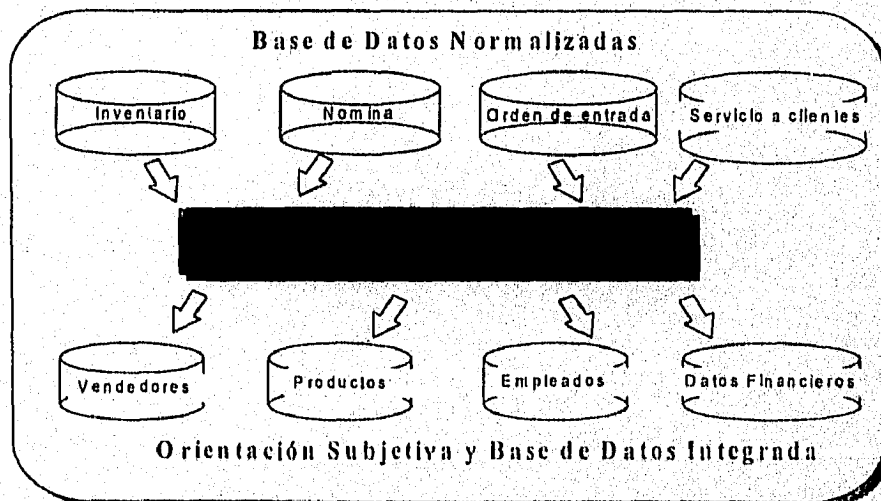 Base de Datos Normalizadas
Inventario
Nomina
Orden de entrada
Servicio a clientes
Vendedores
Productos
Empleados
Datos Financieros
Orientación Subjetiva y Base de Datos Integrada